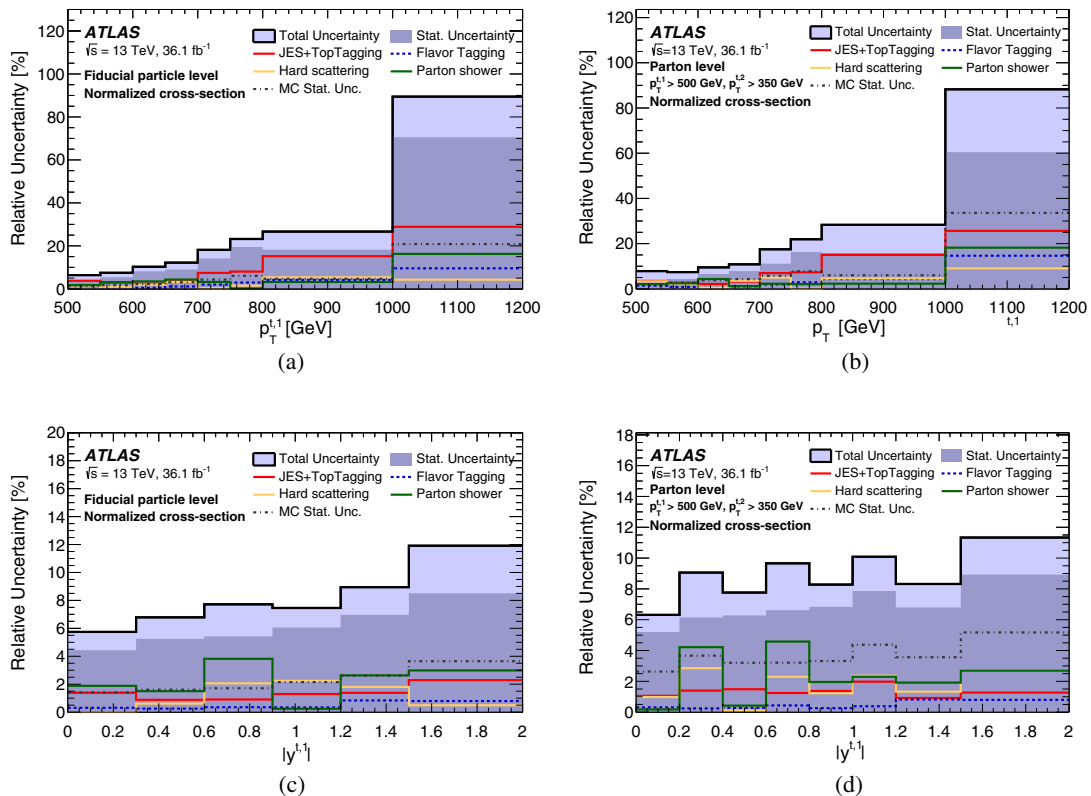 ATLAS
√s = 13 TeV, 36.1 fb⁻¹
Fiducial particle level
Normalized cross-section
Total Uncertainty
Stat. Uncertainty
JES+TopTagging
Flavor Tagging
Hard scattering
Parton shower
MC Stat. Unc.
Relative Uncertainty [%]
120
100
80
60
40
20
0
500 600 700 800 900 1000 1100 1200
p_T^{t,1} [GeV]
(a)
ATLAS
√s=13 TeV, 36.1 fb⁻¹
Parton level
p_T^{t,1} > 500 GeV, p_T^{t,2} > 350 GeV
Normalized cross-section
Total Uncertainty
Stat. Uncertainty
JES+TopTagging
Flavor Tagging
Hard scattering
Parton shower
MC Stat. Unc.
Relative Uncertainty [%]
120
100
80
60
40
20
0
500 600 700 800 900 1000 1100 1200
p_T [GeV] t,1
(b)
ATLAS
√s = 13 TeV, 36.1 fb⁻¹
Fiducial particle level
Normalized cross-section
Total Uncertainty
Stat. Uncertainty
JES+TopTagging
Flavor Tagging
Hard scattering
Parton shower
MC Stat. Unc.
Relative Uncertainty [%]
20
18
16
14
12
10
8
6
4
2
0
0 0.2 0.4 0.6 0.8 1 1.2 1.4 1.6 1.8 2
|y^{t,1}|
(c)
ATLAS
√s=13 TeV, 36.1 fb⁻¹
Parton level
p_T^{t,1} > 500 GeV, p_T^{t,2} > 350 GeV
Normalized cross-section
Total Uncertainty
Stat. Uncertainty
JES+TopTagging
Flavor Tagging
Hard scattering
Parton shower
MC Stat. Unc.
Relative Uncertainty [%]
18
16
14
12
10
8
6
4
2
0
0 0.2 0.4 0.6 0.8 1 1.2 1.4 1.6 1.8 2
|y^{t,1}|
(d)